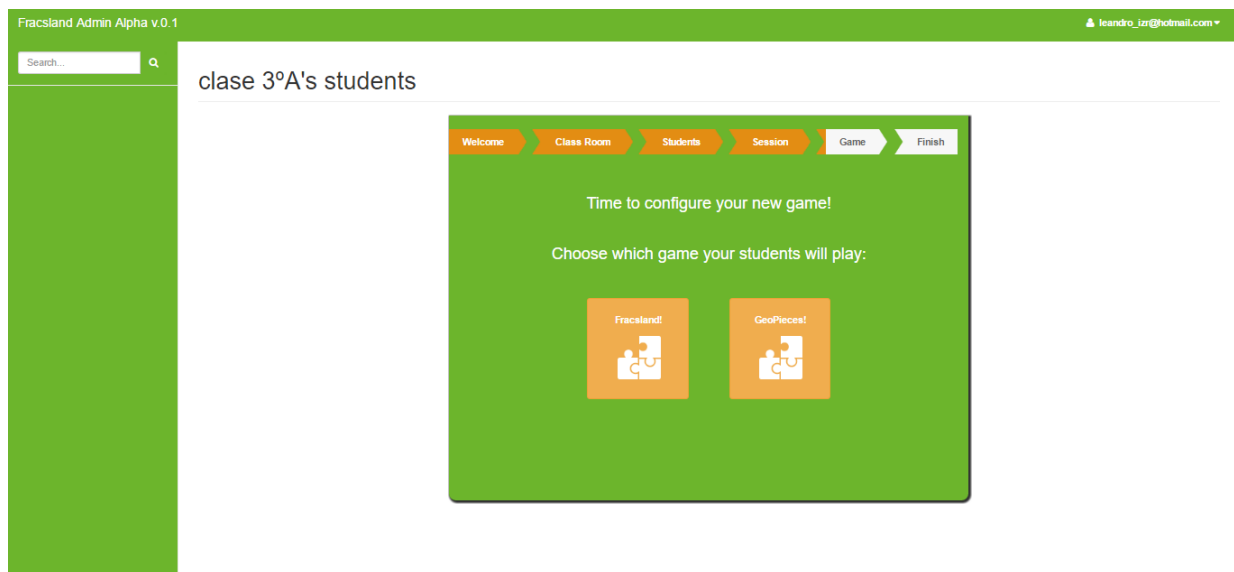 Fracsland Admin Alpha v.0.1
leandro_izr@hotmail.com
Search...
clase 3ºA's students
Welcome
Class Room
Students
Session
Game
Finish
Time to configure your new game!
Choose which game your students will play:
Fracsland!
GeoPieces!